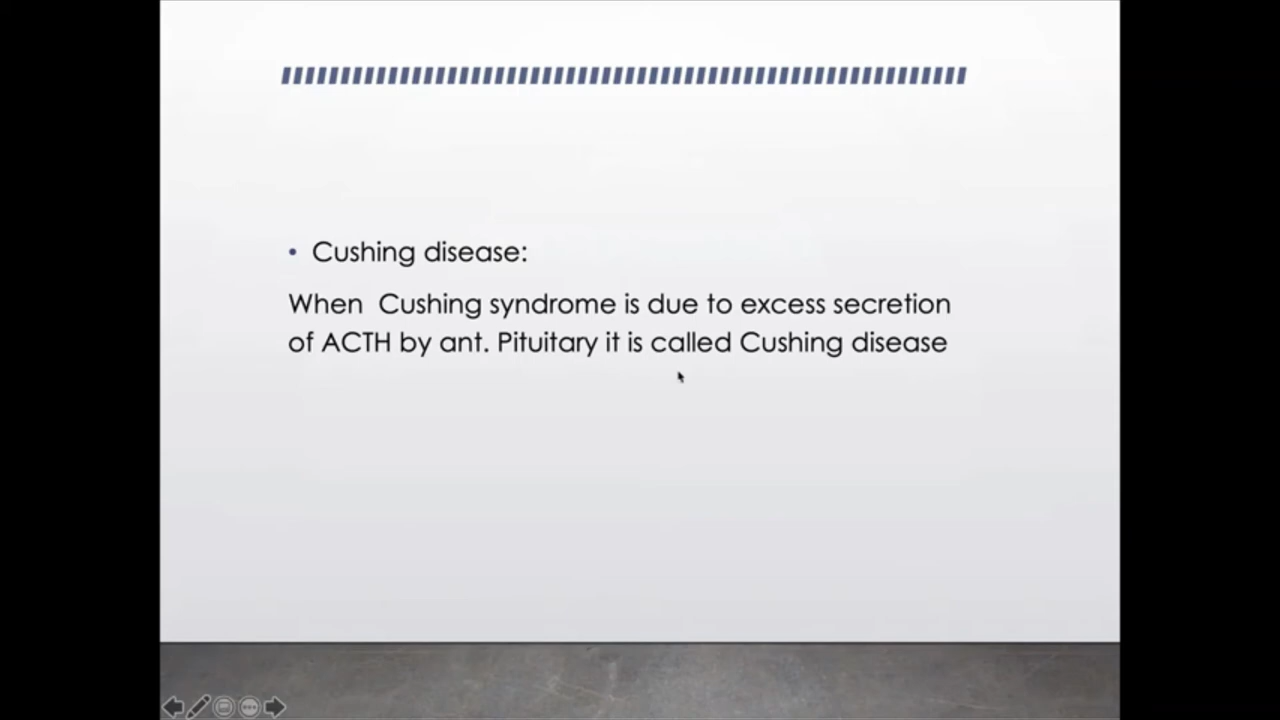 • Cushing disease:
When  Cushing syndrome is due to excess secretion
of ACTH by ant. Pituitary it is called Cushing disease